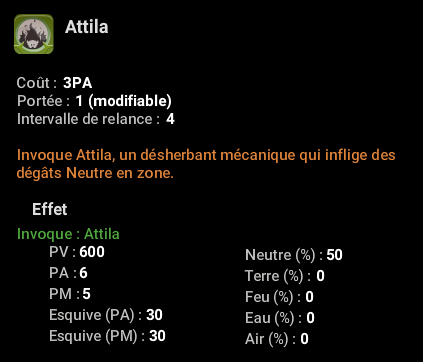 Attila
Coût : 3PA
Portée : 1 (modifiable)
Intervalle de relance : 4
Invoque Attila, un désherbant mécanique qui inflige des
dégâts Neutre en zone.
Effet
Invoque : Attila
PV : 600
PA : 6
PM : 5
Esquive (PA) : 30
Esquive (PM) : 30
Neutre (%) : 50
Terre (%) : 0
Feu (%) : 0
Eau (%) : 0
Air (%) : 0